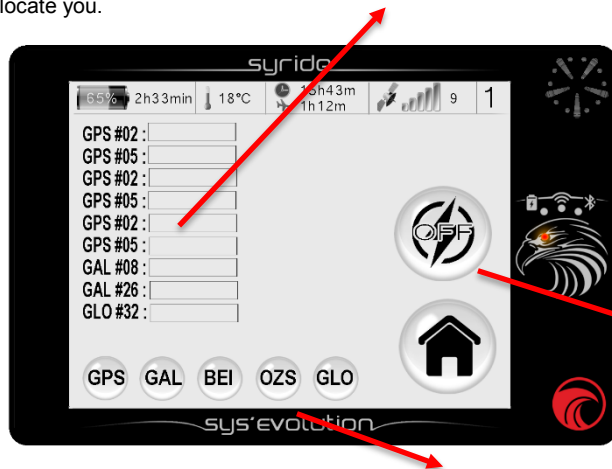 locate you.
syride
65% 2h33min 18°C 15h43m 9 1
1h12m
GPS #02 :
GPS #05 :
GPS #02 :
GPS #05 :
GPS #02 :
GPS #05 :
GAL #08 :
GAL #26 :
GLO #32 :
OFF
GPS GAL BEI OZS GLO
sys'evolution